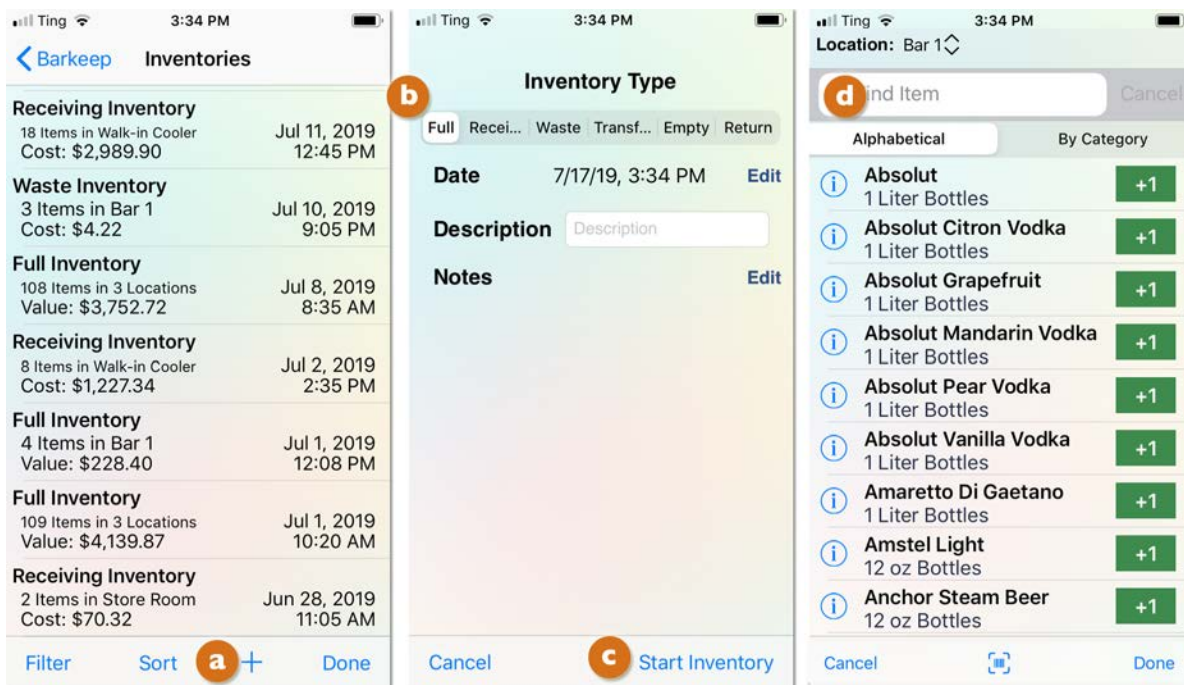 Ting 3:34 PM
Barkeep Inventories
Receiving Inventory
18 Items in Walk-in Cooler Jul 11, 2019
Cost: $2,989.90 12:45 PM
Waste Inventory
3 Items in Bar 1 Jul 10, 2019
Cost: $4.22 9:05 PM
Full Inventory
108 Items in 3 Locations Jul 8, 2019
Value: $3,752.72 8:35 AM
Receiving Inventory
8 Items in Walk-in Cooler Jul 2, 2019
Cost: $1,227.34 2:35 PM
Full Inventory
4 Items in Bar 1 Jul 1, 2019
Value: $228.40 12:08 PM
Full Inventory
109 Items in 3 Locations Jul 1, 2019
Value: $4,139.87 10:20 AM
Receiving Inventory
2 Items in Store Room Jun 28, 2019
Cost: $70.32 11:05 AM
Filter Sort a + Done
Ting 3:34 PM
Inventory Type
b
Full Recei... Waste Transf... Empty Return
Date 7/17/19, 3:34 PM Edit
Description Description
Notes Edit
Cancel c Start Inventory
Ting 3:34 PM
Location: Bar 1
d ind Item Cancel
Alphabetical By Category
Absolut
1 Liter Bottles +1
Absolut Citron Vodka
1 Liter Bottles +1
Absolut Grapefruit
1 Liter Bottles +1
Absolut Mandarin Vodka
1 Liter Bottles +1
Absolut Pear Vodka
1 Liter Bottles +1
Absolut Vanilla Vodka
1 Liter Bottles +1
Amaretto Di Gaetano
1 Liter Bottles +1
Amstel Light
12 oz Bottles +1
Anchor Steam Beer
12 oz Bottles +1
Cancel Done